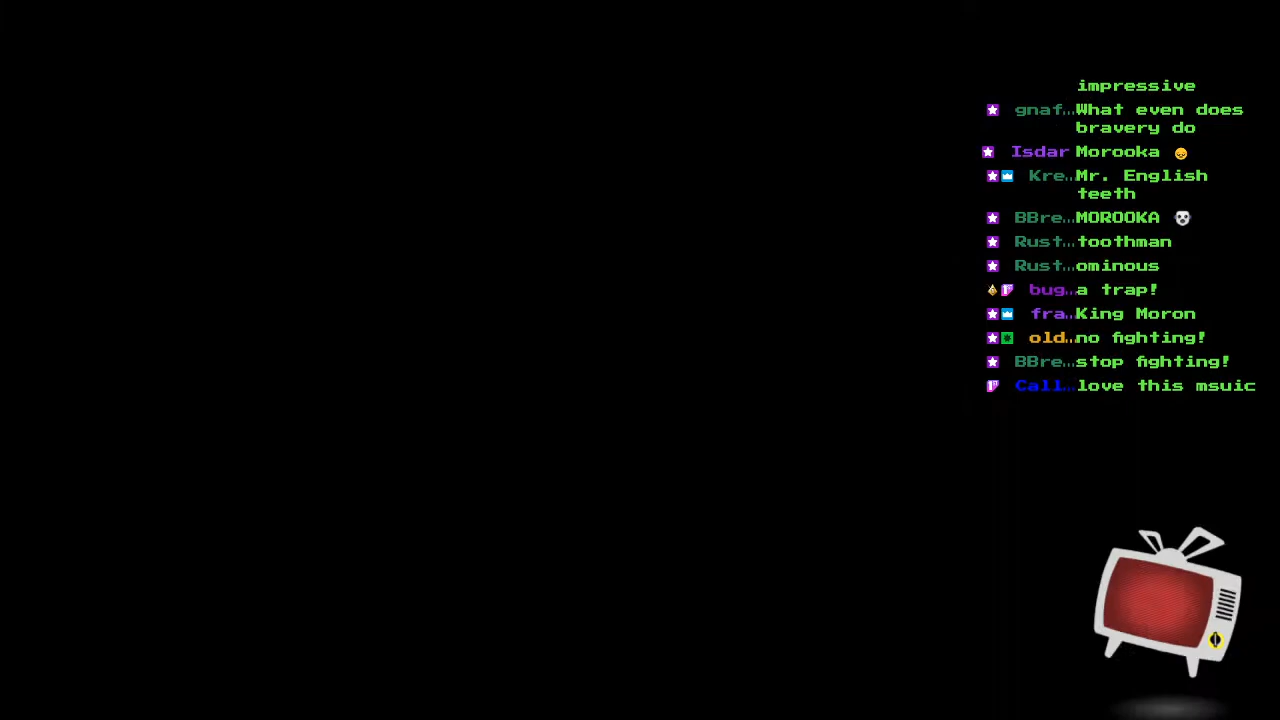 impressive
gnaf… What even does
bravery do
Isdar Morooka
Kre… Mr. English
teeth
BBre… MOROOKA
Rust… toothman
Rust… ominous
bug… a trap!
fra… King Moron
old… no fighting!
BBre… stop fighting!
Call… love this msuic